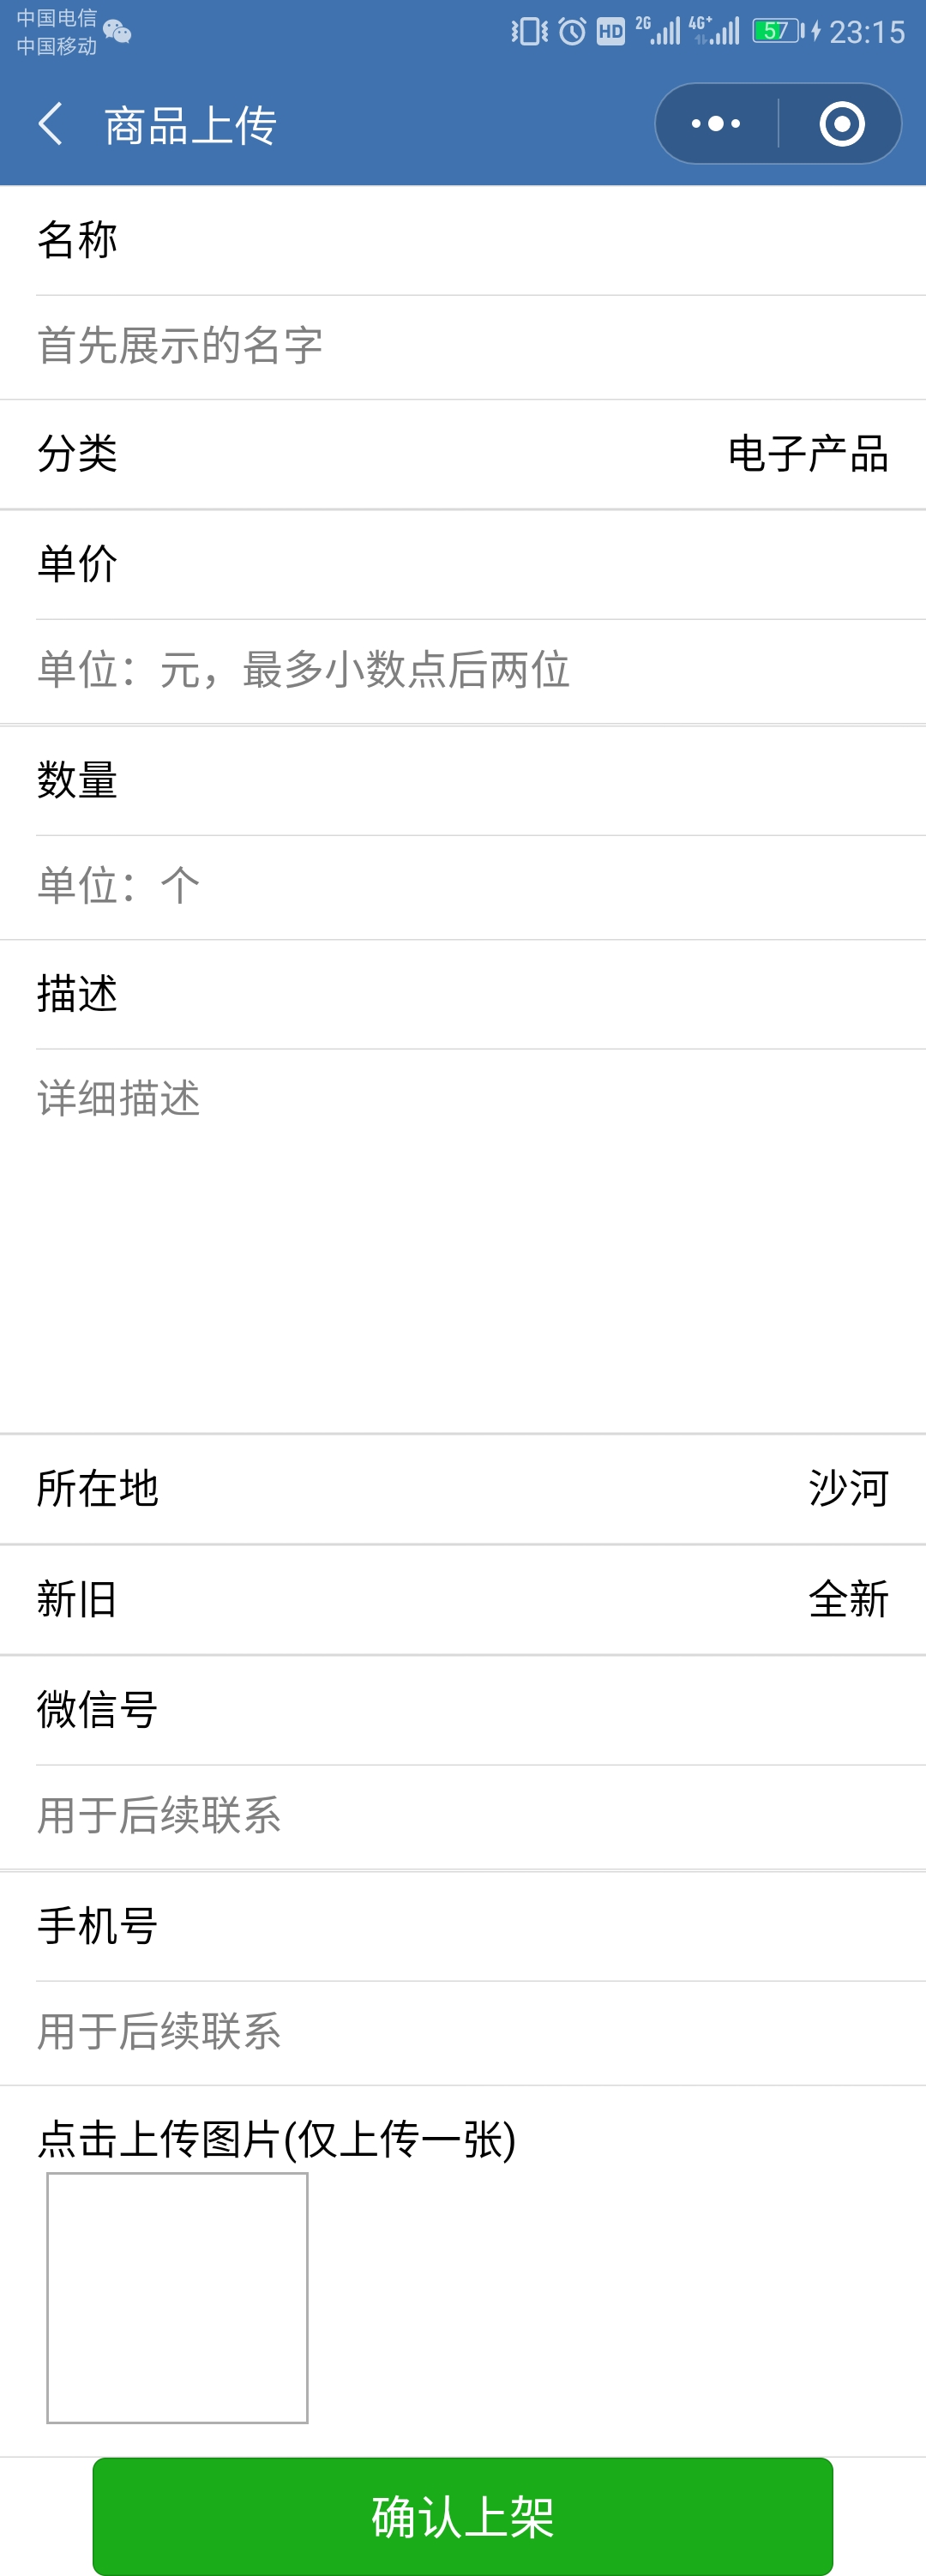 中国电信
中国移动
HD 2G 4G+ 57 23:15
商品上传
名称
首先展示的名字
分类 电子产品
单价
单位：元，最多小数点后两位
数量
单位：个
描述
详细描述
所在地 沙河
新旧 全新
微信号
用于后续联系
手机号
用于后续联系
点击上传图片(仅上传一张)
确认上架